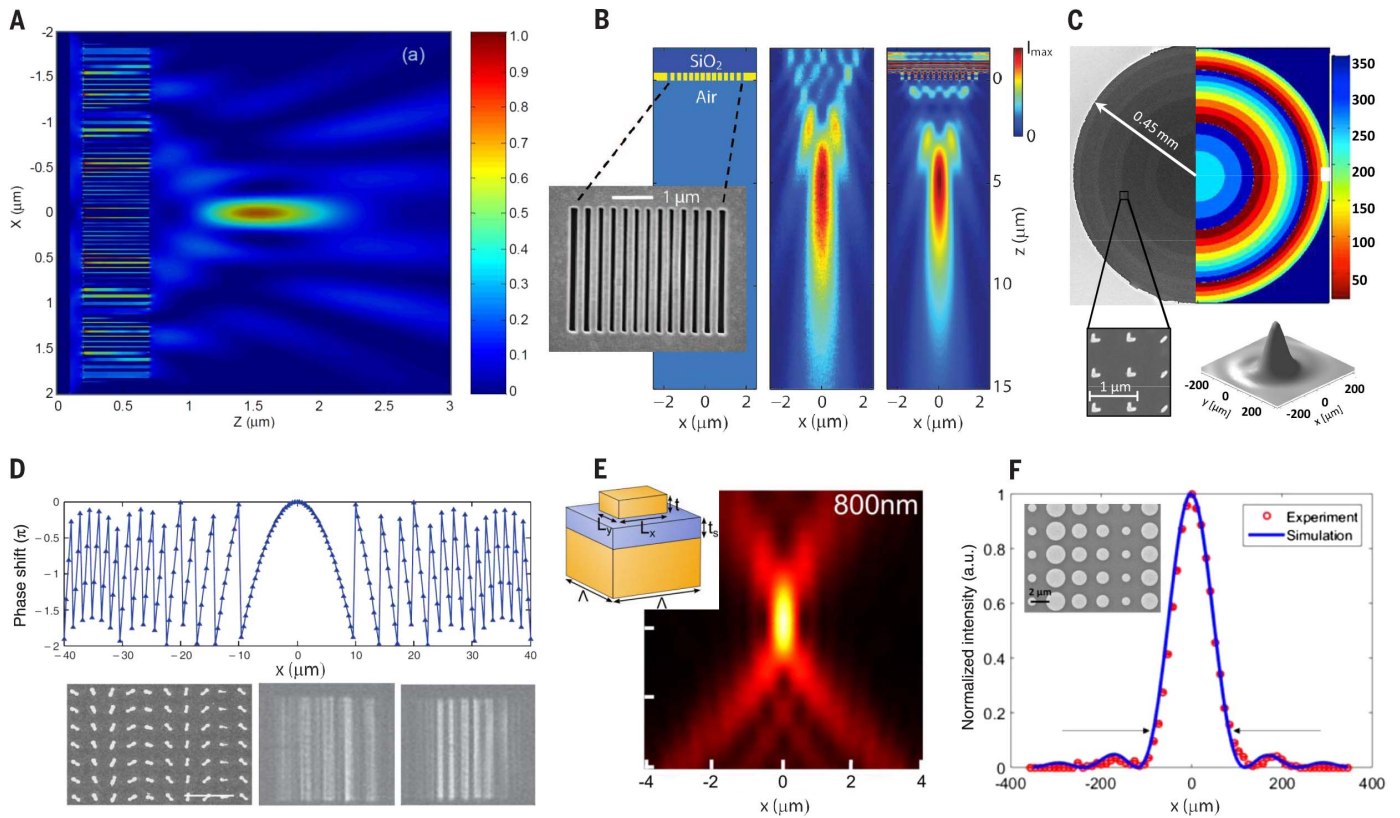 A
(a)
-2
-1.5
-1
-0.5
0
0.5
1
1.5
2
X (μm)
0 0.5 1 1.5 2 2.5 3
Z (μm)
1.0
0.9
0.8
0.7
0.6
0.5
0.4
0.3
0.2
0.1
0
B
SiO2
Air
1 μm
Imax
0
0
5
10
15
z (μm)
−2 0 2
x (μm)
−2 0 2
x (μm)
−2 0 2
x (μm)
C
0.45 mm
350
300
250
200
150
100
50
1 μm
-200
0
200
y [μm]
-200
0
200
x [μm]
D
Phase shift (π)
0
−0.5
−1
−1.5
−2
−40 −30 −20 −10 0 10 20 30 40
x (μm)
E
t
Ly
Lx
ts
Λ
Λ
800nm
-4 -2 0 2 4
x (μm)
F
Normalized intensity (a.u.)
1
0.8
0.6
0.4
0.2
0
2 μm
Experiment
Simulation
-400 -200 0 200 400
x (μm)